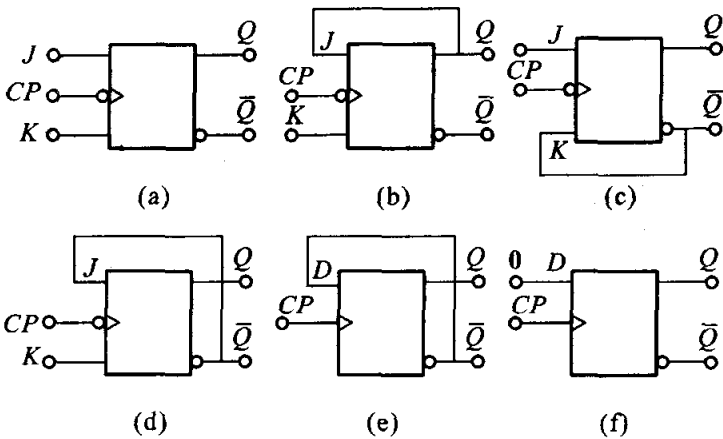 J Q
CP
K Q̄
(a)
J Q
CP
K Q̄
(b)
J Q
CP
K Q̄
(c)
J Q
CP
K Q̄
(d)
D Q
CP
Q̄
(e)
0 D Q
CP
Q̄
(f)